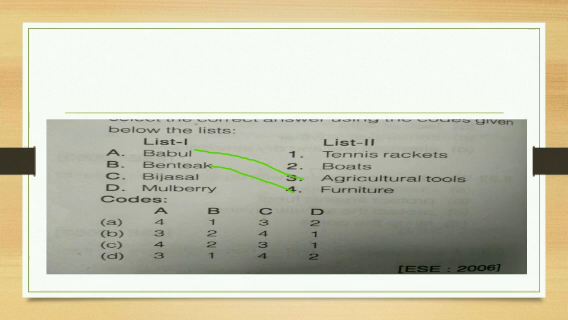 select the correct answer using the codes given
below the lists:
List-I List-II
A. Babul 1. Tennis rackets
B. Benteak 2. Boats
C. Bijasal 3. Agricultural tools
D. Mulberry 4. Furniture
Codes:
A B C D
(a) 4 1 3 2
(b) 3 2 4 1
(c) 4 2 3 1
(d) 3 1 4 2
[ESE : 2006]